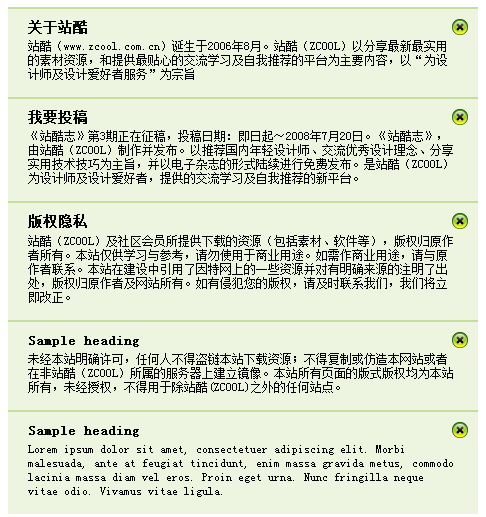 关于站酷
站酷（www.zcool.com.cn）诞生于2006年8月。站酷（ZCOOL）以分享最新最实用
的素材资源，和提供最贴心的交流学习及自我推荐的平台为主要内容，以“为设
计师及设计爱好者服务”为宗旨
我要投稿
《站酷志》第3期正在征稿，投稿日期：即日起～2008年7月20日。《站酷志》，
由站酷（ZCOOL）制作并发布。以推荐国内年轻设计师、交流优秀设计理念、分享
实用技术技巧为主旨，并以电子杂志的形式陆续进行免费发布。是站酷（ZCOOL）
为设计师及设计爱好者，提供的交流学习及自我推荐的新平台。
版权隐私
站酷（ZCOOL）及社区会员所提供下载的资源（包括素材、软件等），版权归原作
者所有。本站仅供学习与参考，请勿使用于商业用途。如需作商业用途，请与原
作者联系。本站在建设中引用了因特网上的一些资源并对有明确来源的注明了出
处，版权归原作者及网站所有。如有侵犯您的版权，请及时联系我们，我们将立
即改正。
Sample heading
未经本站明确许可，任何人不得盗链本站下载资源；不得复制或仿造本网站或者
在非站酷（ZCOOL）所属的服务器上建立镜像。本站所有页面的版式版权均为本站
所有，未经授权，不得用于除站酷(ZCOOL)之外的任何站点。
Sample heading
Lorem ipsum dolor sit amet, consectetuer adipiscing elit. Morbi
malesuada, ante at feugiat tincidunt, enim massa gravida metus, commodo
lacinia massa diam vel eros. Proin eget urna. Nunc fringilla neque
vitae odio. Vivamus vitae ligula.